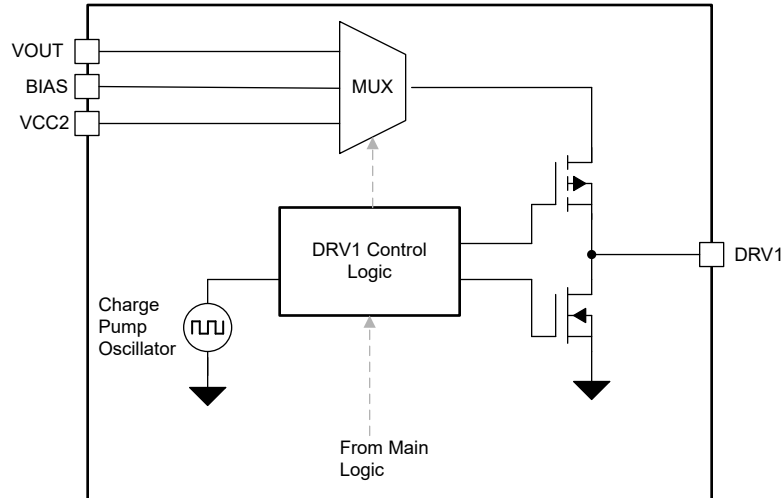 VOUT
BIAS
VCC2
MUX
DRV1 Control
Logic
DRV1
Charge
Pump
Oscillator
From Main
Logic